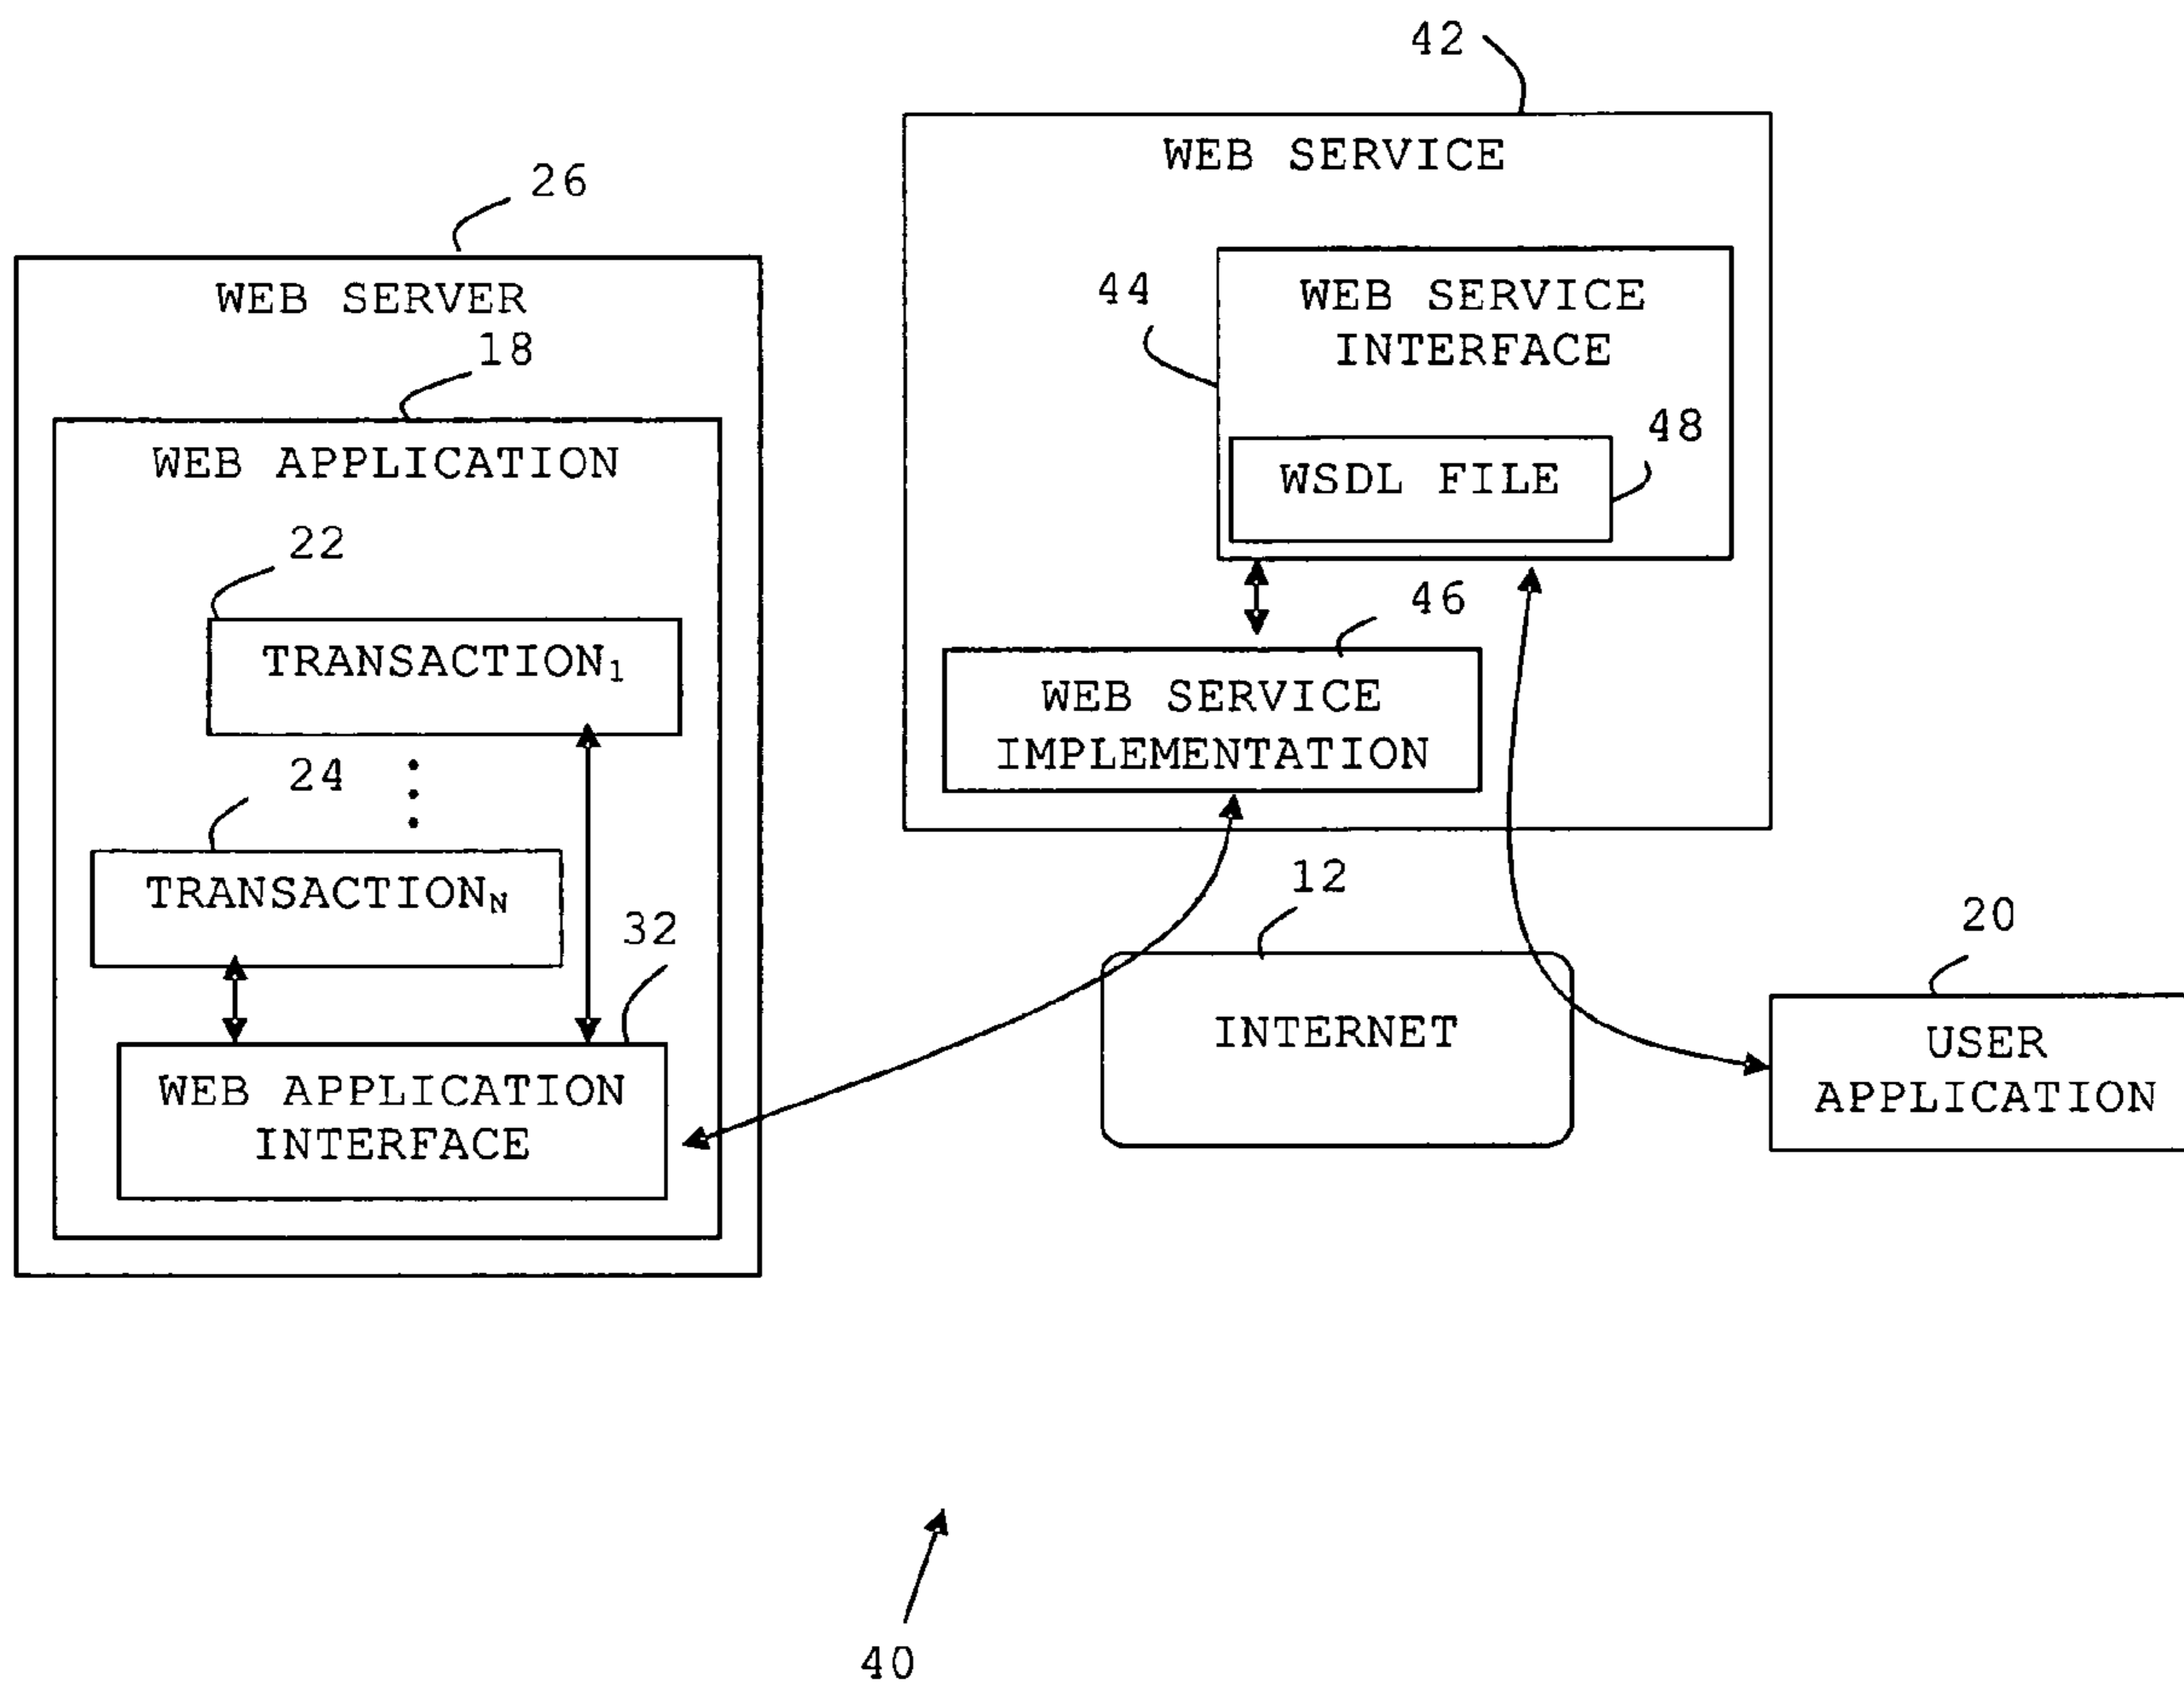 42
WEB SERVICE
26
WEB SERVER
44
WEB SERVICE
INTERFACE
18
WEB APPLICATION
48
WSDL FILE
22
46
TRANSACTION₁
WEB SERVICE
IMPLEMENTATION
24
TRANSACTIONN
12
32
20
INTERNET
USER
APPLICATION
WEB APPLICATION
INTERFACE
40